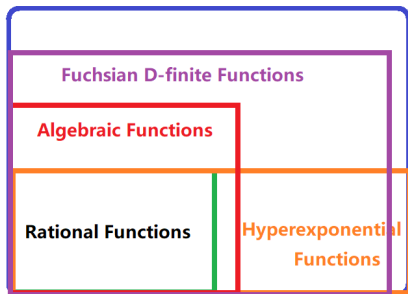 Fuchsian D-finite Functions
Algebraic Functions
Rational Functions
Hyperexponential
Functions